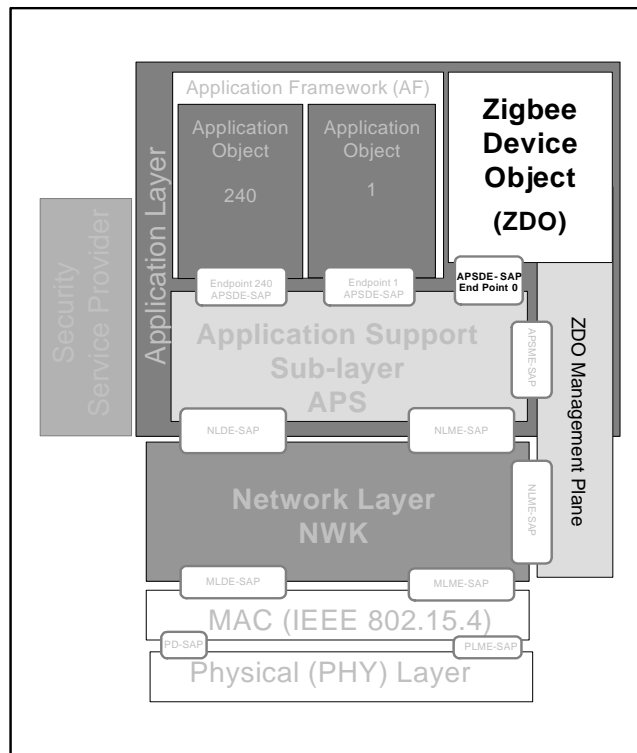 Application Framework (AF)
Application
Object
240
Application
Object
1
Zigbee
Device
Object
(ZDO)
Application Layer
Security
Service Provider
Endpoint 240
APSDE-SAP
Endpoint 1
APSDE-SAP
APSDE- SAP
End Point 0
Application Support
Sub-layer
APS
APSME-SAP
ZDO Management Plane
NLDE-SAP
NLME-SAP
Network Layer
NWK
NLME-SAP
MLDE-SAP
MLME-SAP
MAC (IEEE 802.15.4)
PD-SAP
PLME-SAP
Physical (PHY) Layer